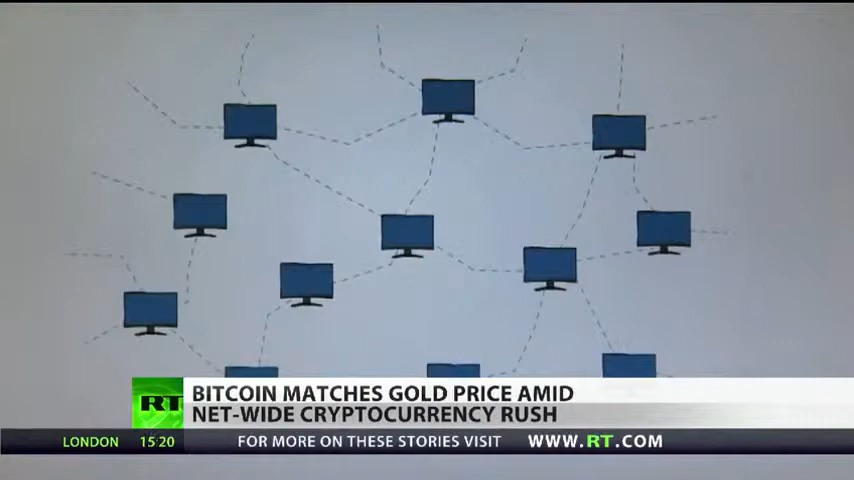 BITCOIN MATCHES GOLD PRICE AMID
NET-WIDE CRYPTOCURRENCY RUSH
RT
LONDON 15:20 FOR MORE ON THESE STORIES VISIT WWW.RT.COM